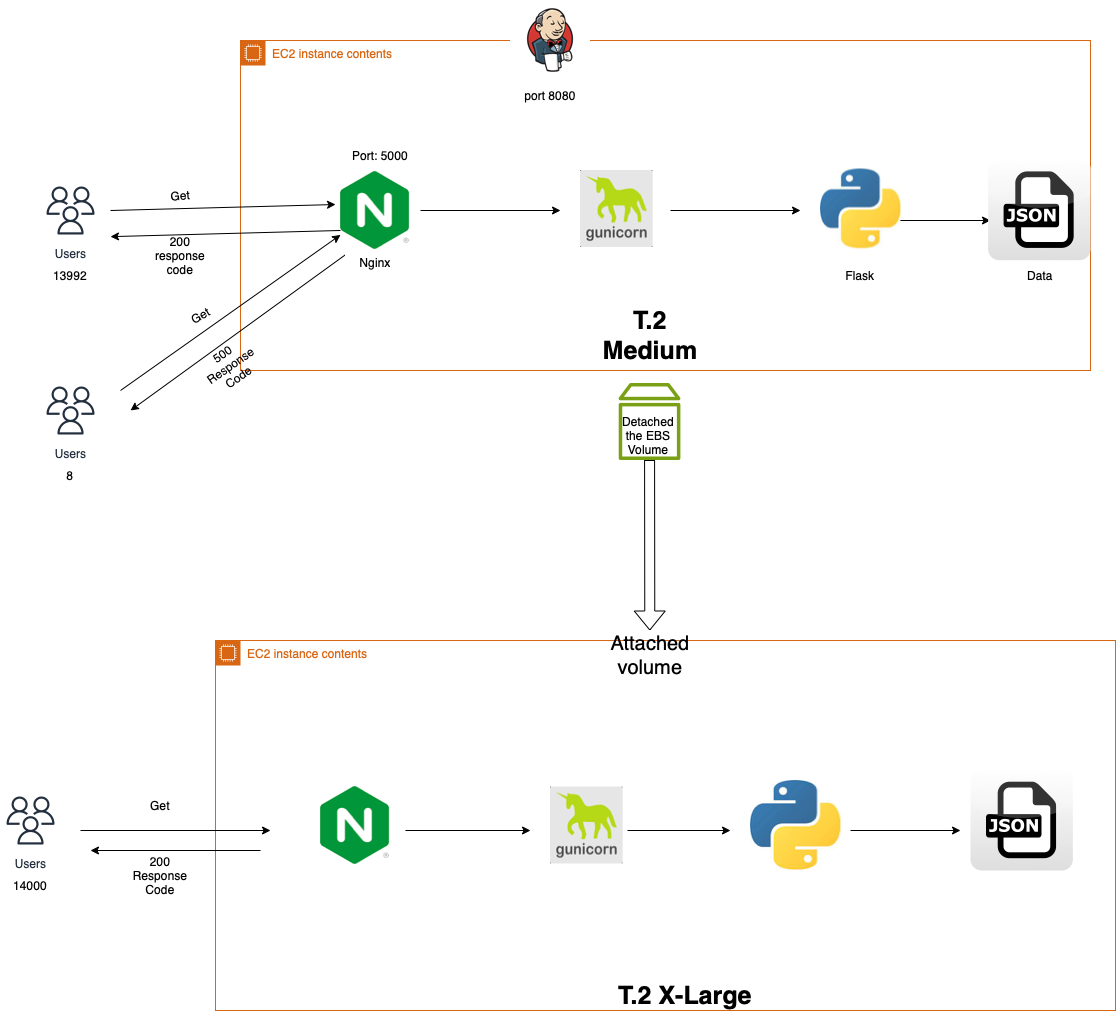 EC2 instance contents
port 8080
Port: 5000
Get
N
®
gunicorn
JSON
Users
13992
200
response
code
Nginx
Flask
Data
Get
T.2
Medium
500
Response
Code
Users
8
Detached
the EBS
Volume
Attached
volume
EC2 instance contents
Get
N
®
gunicorn
JSON
Users
14000
200
Response
Code
T.2 X-Large